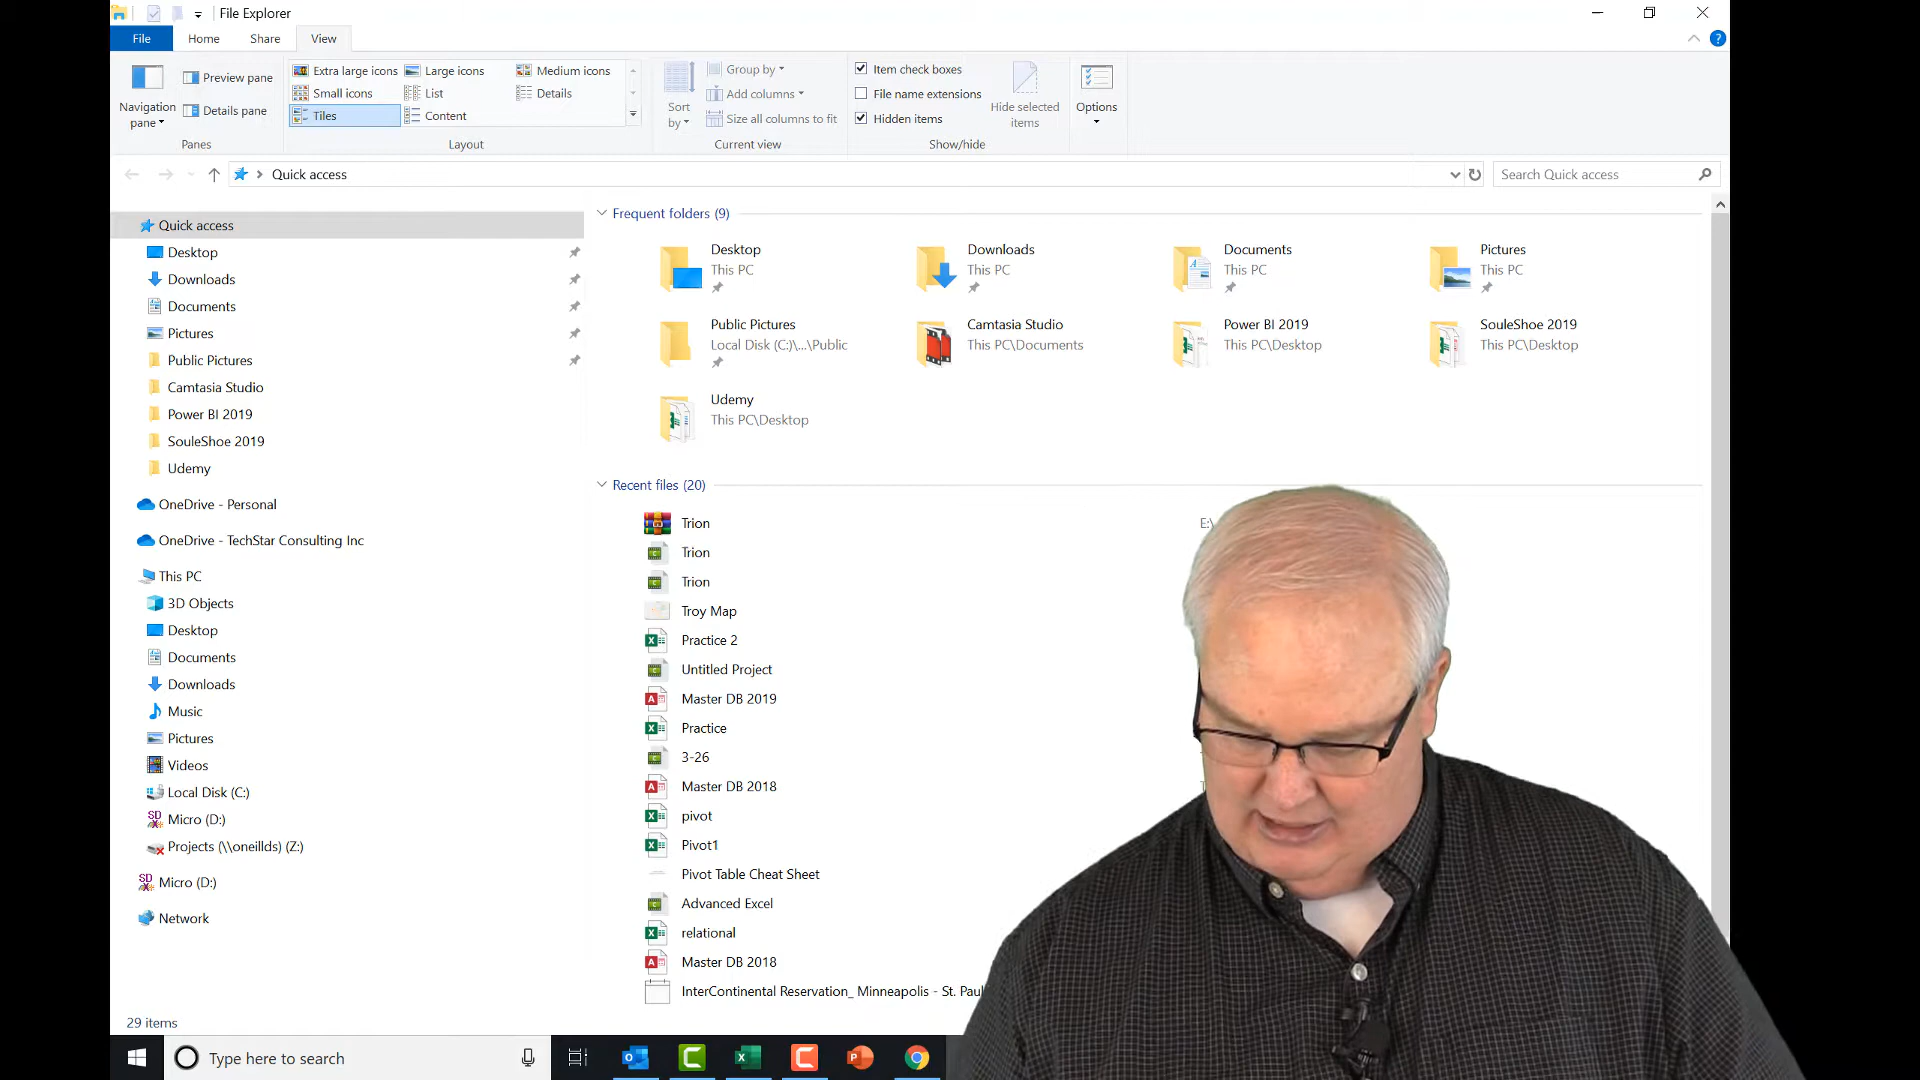 File Explorer
File Home Share View
Navigation pane
Preview pane
Details pane
Panes
Extra large icons Large icons Medium icons
Small icons List Details
Tiles Content
Layout
Sort by
Group by
Add columns
Size all columns to fit
Current view
Item check boxes
File name extensions
Hidden items
Hide selected items
Show/hide
Options
Quick access
Search Quick access
Quick access
Desktop
Downloads
Documents
Pictures
Public Pictures
Camtasia Studio
Power BI 2019
SouleShoe 2019
Udemy
OneDrive - Personal
OneDrive - TechStar Consulting Inc
This PC
3D Objects
Desktop
Documents
Downloads
Music
Pictures
Videos
Local Disk (C:)
Micro (D:)
Projects (\\oneillds) (Z:)
Micro (D:)
Network
Frequent folders (9)
Desktop
This PC
Downloads
This PC
Documents
This PC
Pictures
This PC
Public Pictures
Local Disk (C:)\...\Public
Camtasia Studio
This PC\Documents
Power BI 2019
This PC\Desktop
SouleShoe 2019
This PC\Desktop
Udemy
This PC\Desktop
Recent files (20)
Trion E:\
Trion
Trion
Troy Map
Practice 2
Untitled Project
Master DB 2019
Practice
3-26
Master DB 2018
pivot
Pivot1
Pivot Table Cheat Sheet
Advanced Excel
relational
Master DB 2018
InterContinental Reservation_ Minneapolis - St. Paul
29 items
Type here to search